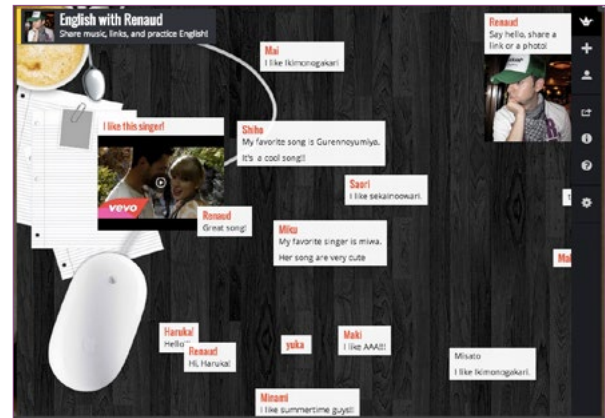 English with Renaud
Share music, links, and practice English!
Renaud
Say hello, share a
link or a photo!
Mai
I like Ikimonogakari
I like this singer!
vevo
Renaud
Great song!
Shiho
My favorite song is Gurennoyumiya.
It's a cool song!!
Saori
I like sekainoowari.
Miku
My favorite singer is miwa.
Her song are very cute
Haruka!
Hello
Renaud
Hi, Haruka!
yuka
Maki
I like AAA!!!
Misato
I like Ikimonogakari.
Minami
I like summertime guys!!